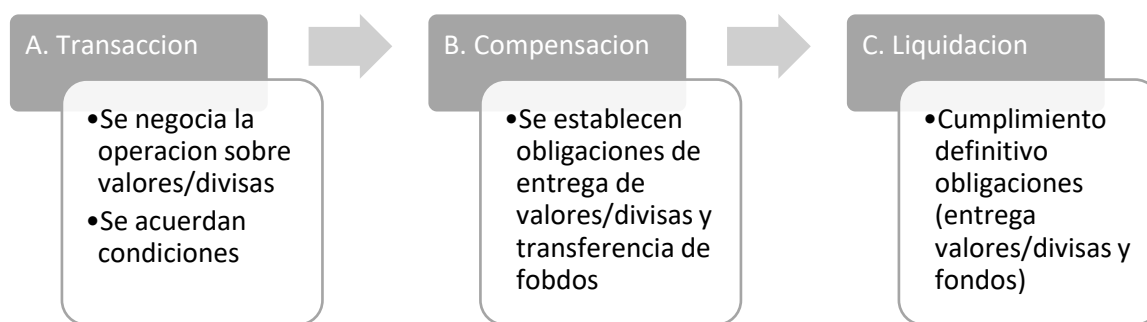 A. Transaccion
•Se negocia la
operacion sobre
valores/divisas
•Se acuerdan
condiciones
B. Compensacion
•Se establecen
obligaciones de
entrega de
valores/divisas y
transferencia de
fobdos
C. Liquidacion
•Cumplimiento
definitivo
obligaciones
(entrega
valores/divisas y
fondos)